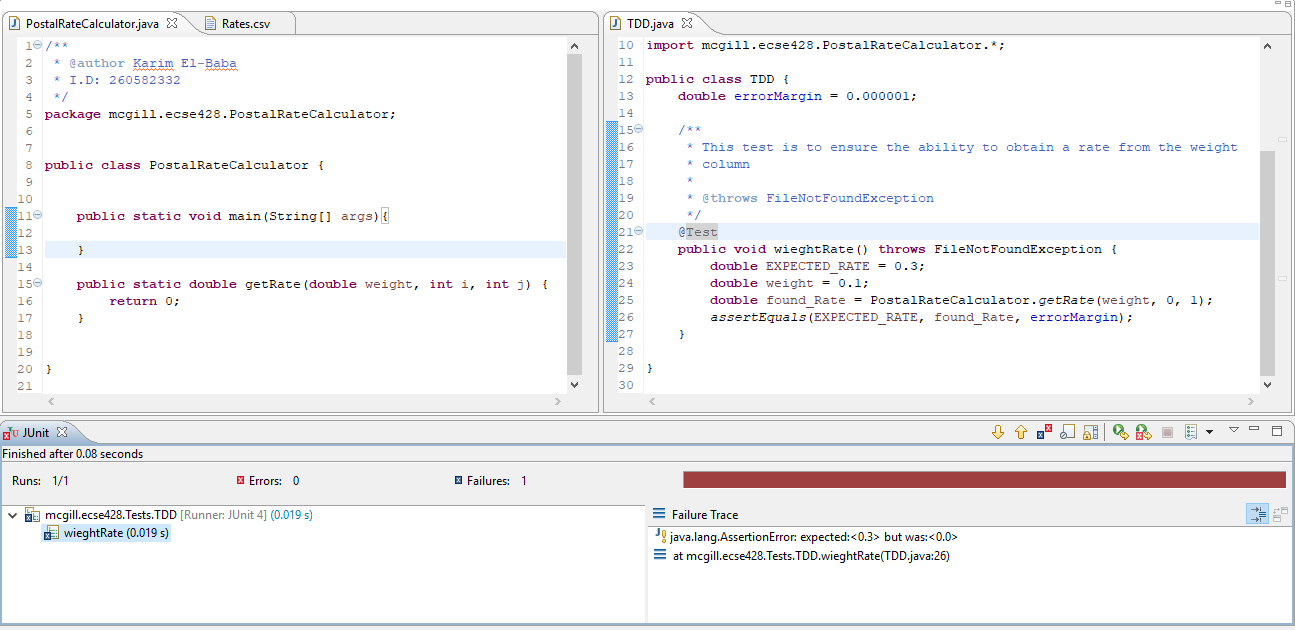 PostalRateCalculator.java
Rates.csv
1 /**
2 * @author Karim El-Baba
3 * I.D: 260582332
4 */
5 package mcgill.ecse428.PostalRateCalculator;
6
7
8 public class PostalRateCalculator {
9
10
11 public static void main(String[] args){
12
13 }
14
15 public static double getRate(double weight, int i, int j) {
16 return 0;
17 }
18
19
20 }
21
TDD.java
10 import mcgill.ecse428.PostalRateCalculator.*;
11
12 public class TDD {
13 double errorMargin = 0.000001;
14
15 /**
16 * This test is to ensure the ability to obtain a rate from the weight
17 * column
18 *
19 * @throws FileNotFoundException
20 */
21 @Test
22 public void wieghtRate() throws FileNotFoundException {
23 double EXPECTED_RATE = 0.3;
24 double weight = 0.1;
25 double found_Rate = PostalRateCalculator.getRate(weight, 0, 1);
26 assertEquals(EXPECTED_RATE, found_Rate, errorMargin);
27 }
28
29 }
30
JUnit
Finished after 0.08 seconds
Runs: 1/1 Errors: 0 Failures: 1
mcgill.ecse428.Tests.TDD [Runner: JUnit 4] (0.019 s)
wieghtRate (0.019 s)
Failure Trace
java.lang.AssertionError: expected:<0.3> but was:<0.0>
at mcgill.ecse428.Tests.TDD.wieghtRate(TDD.java:26)